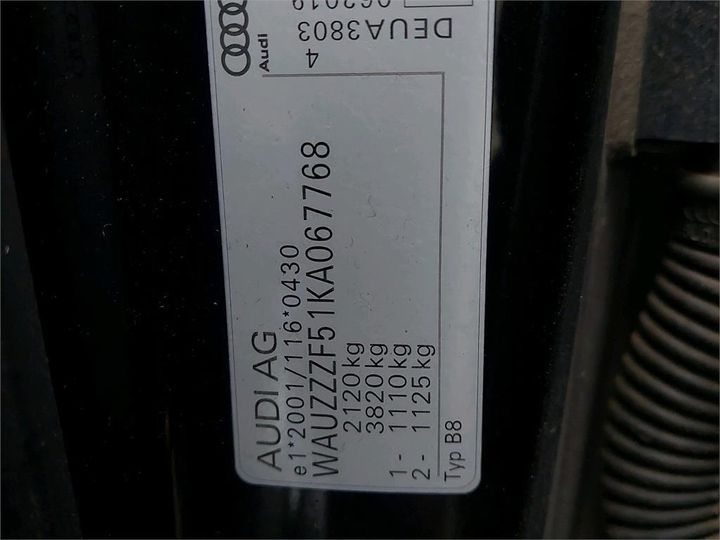 AUDI AG
e1*2001/116*0430
WAUZZZF51KA067768
2120 kg
3820 kg
1- 1110 kg
2- 1125 kg
Typ B8
Audi
4
DEUA3803